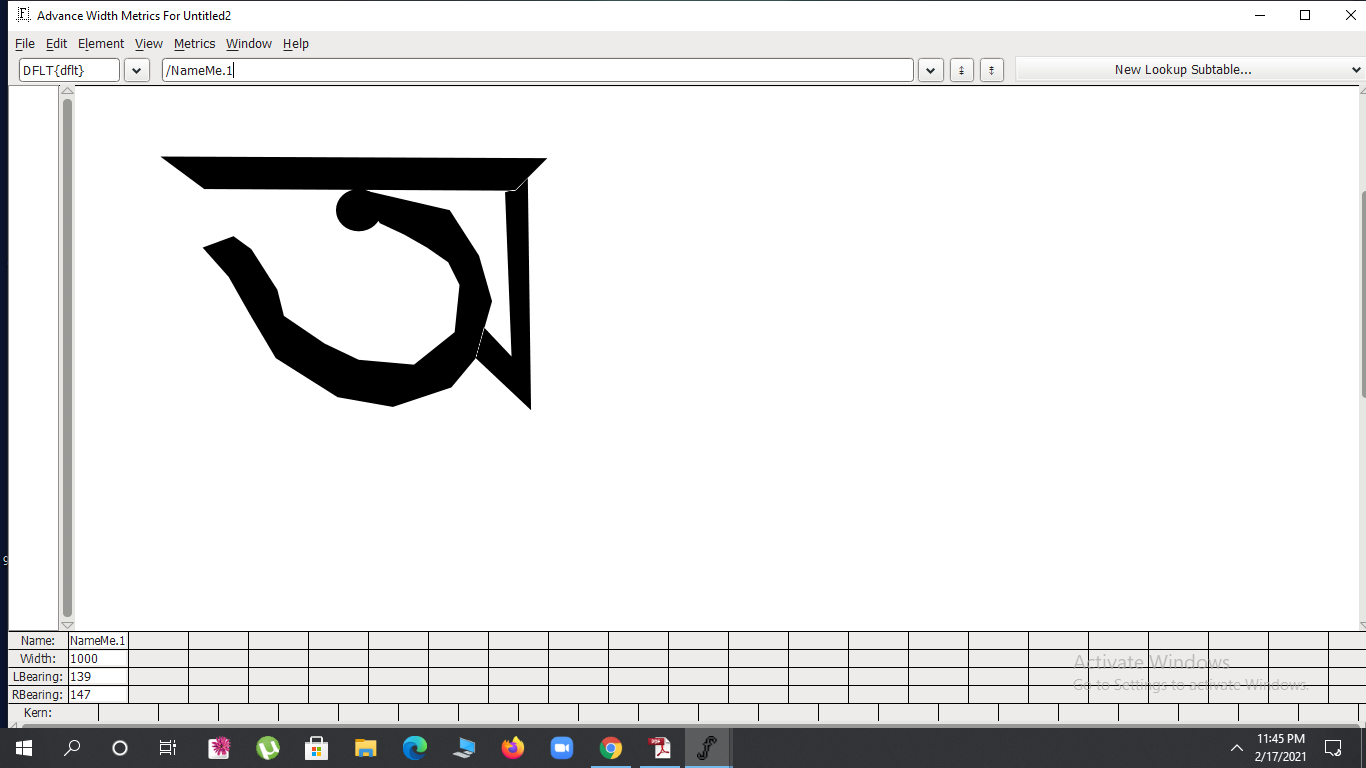 Advance Width Metrics For Untitled2
File Edit Element View Metrics Window Help
DFLT{dflt} /NameMe.1 New Lookup Subtable...
Name: NameMe.1
Width: 1000
Activate Windows
LBearing: 139
Go to Settings to activate Windows.
RBearing: 147
Kern:
11:45 PM
2/17/2021